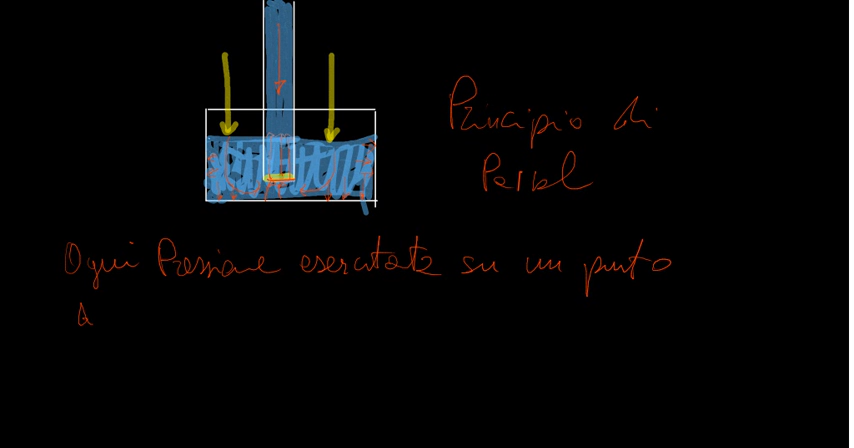 Principio di
Pascal
Ogni Pressione esercitata su un punto